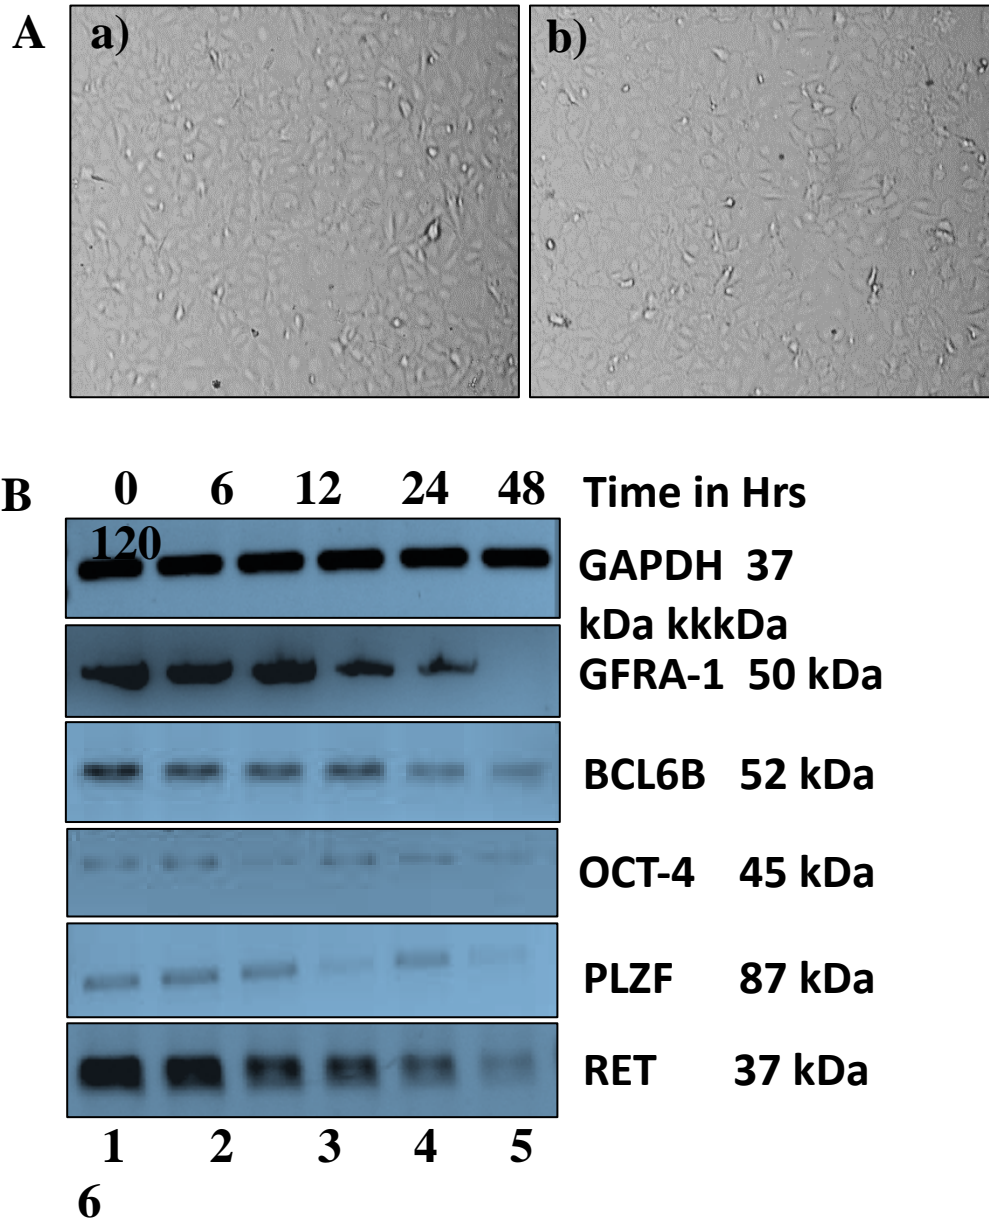 A a) b)
B 0 6 12 24 48 Time in Hrs
120
GAPDH 37
kDa kkkDa
GFRA-1 50 kDa
BCL6B 52 kDa
OCT-4 45 kDa
PLZF 87 kDa
RET 37 kDa
1 2 3 4 5
6